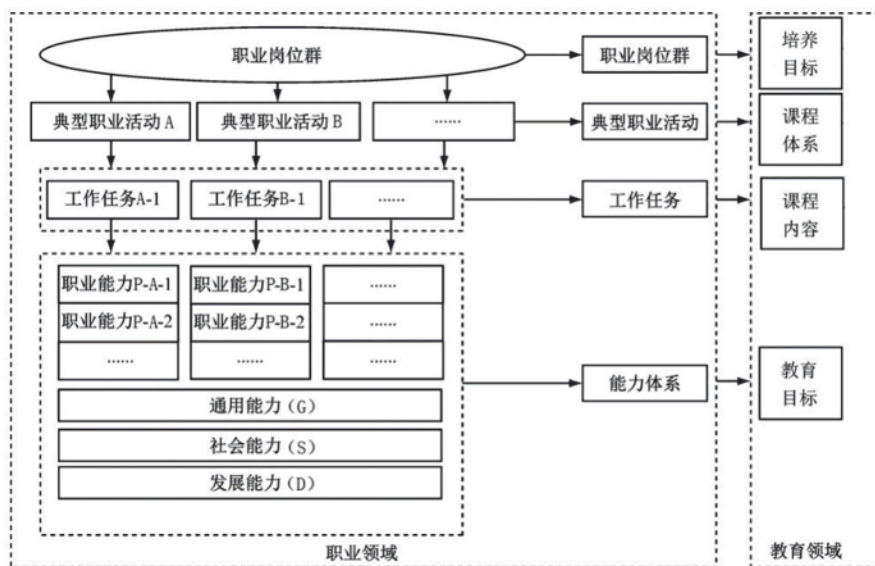 职业岗位群
职业岗位群
培养
目标
典型职业活动A
典型职业活动B
……
典型职业活动
课程
体系
工作任务A-1
工作任务B-1
……
工作任务
课程
内容
职业能力P-A-1
职业能力P-B-1
……
职业能力P-A-2
职业能力P-B-2
……
……
……
……
能力体系
教育
目标
通用能力(G)
社会能力(S)
发展能力(D)
职业领域
教育领域